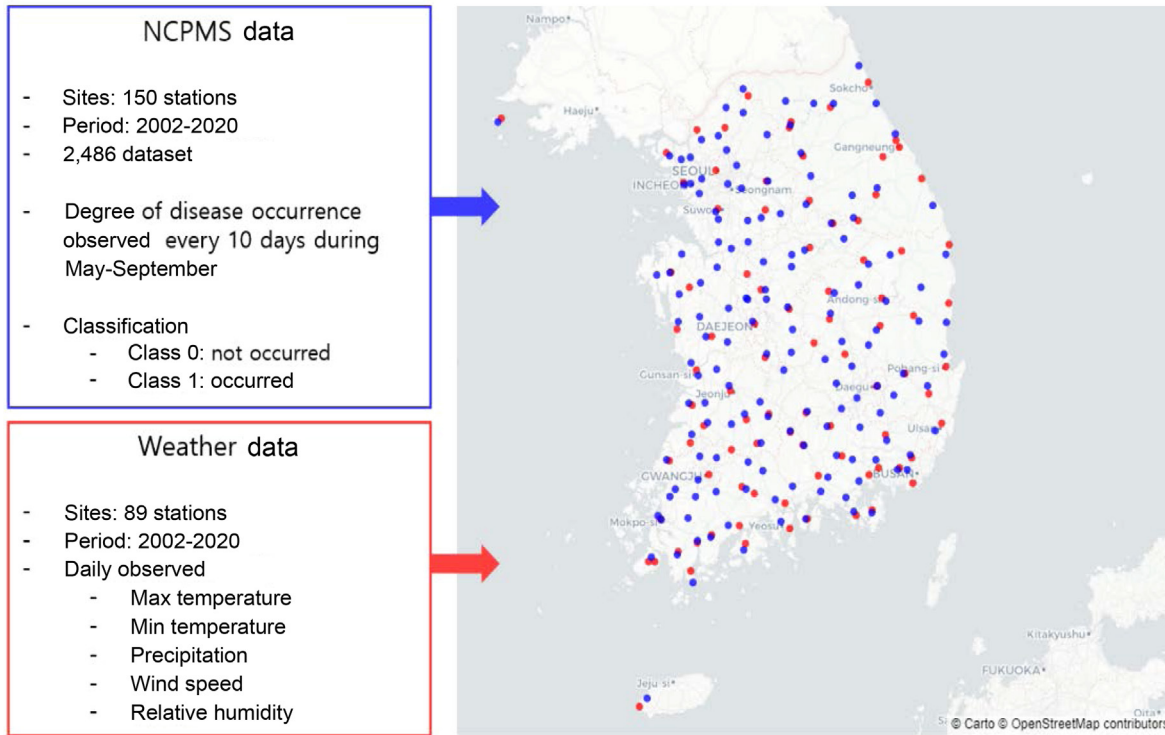 NCPMS data
- Sites: 150 stations
- Period: 2002-2020
- 2,486 dataset
- Degree of disease occurrence
observed every 10 days during
May-September
- Classification
- Class 0: not occurred
- Class 1: occurred
Weather data
- Sites: 89 stations
- Period: 2002-2020
- Daily observed
- Max temperature
- Min temperature
- Precipitation
- Wind speed
- Relative humidity
Nampo
Haeju
Sokcho
Gangneung
SEOUL
INCHEON
Seongnam
Suwon
Andong-si
DAEJEON
Pohang-si
Gunsan-si
Daegu
Jeonju
Ulsan
GWANGJU
BUSAN
Mokpo-si
Yeosu
Kitakyushu
FUKUOKA
Jeju-si
Oita
© Carto © OpenStreetMap contributors